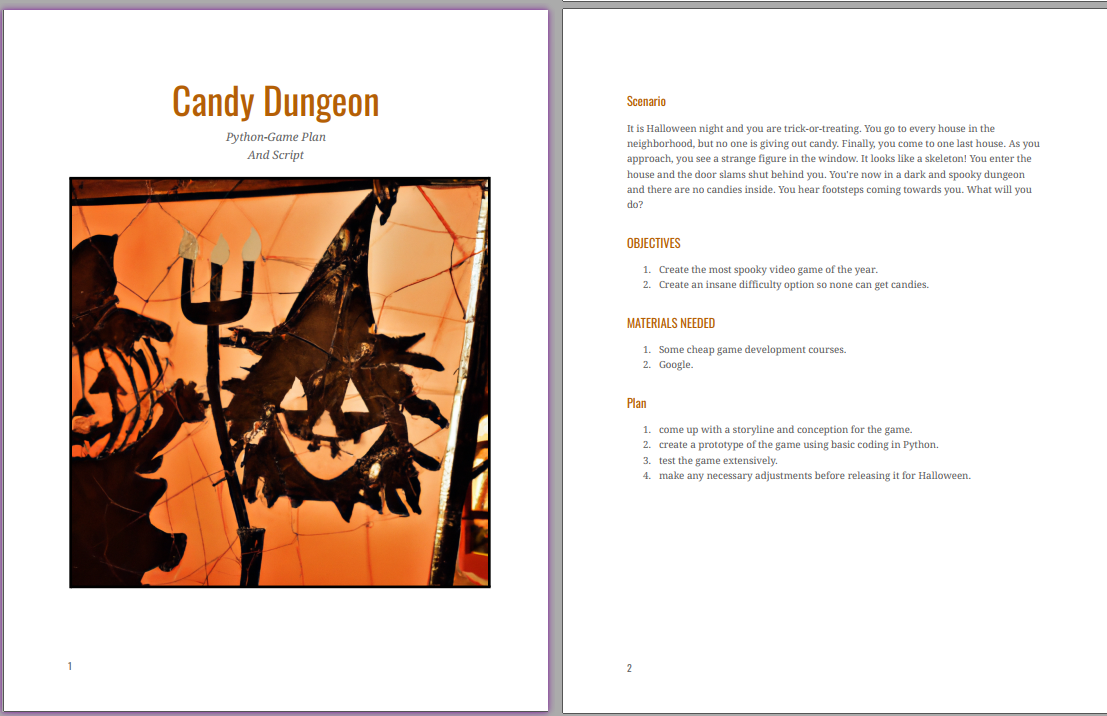 Candy Dungeon
Python-Game Plan
And Script
1
Scenario
It is Halloween night and you are trick-or-treating. You go to every house in the
neighborhood, but no one is giving out candy. Finally, you come to one last house. As you
approach, you see a strange figure in the window. It looks like a skeleton! You enter the
house and the door slams shut behind you. You're now in a dark and spooky dungeon
and there are no candies inside. You hear footsteps coming towards you. What will you
do?
OBJECTIVES
1. Create the most spooky video game of the year.
2. Create an insane difficulty option so none can get candies.
MATERIALS NEEDED
1. Some cheap game development courses.
2. Google.
Plan
1. come up with a storyline and conception for the game.
2. create a prototype of the game using basic coding in Python.
3. test the game extensively.
4. make any necessary adjustments before releasing it for Halloween.
2